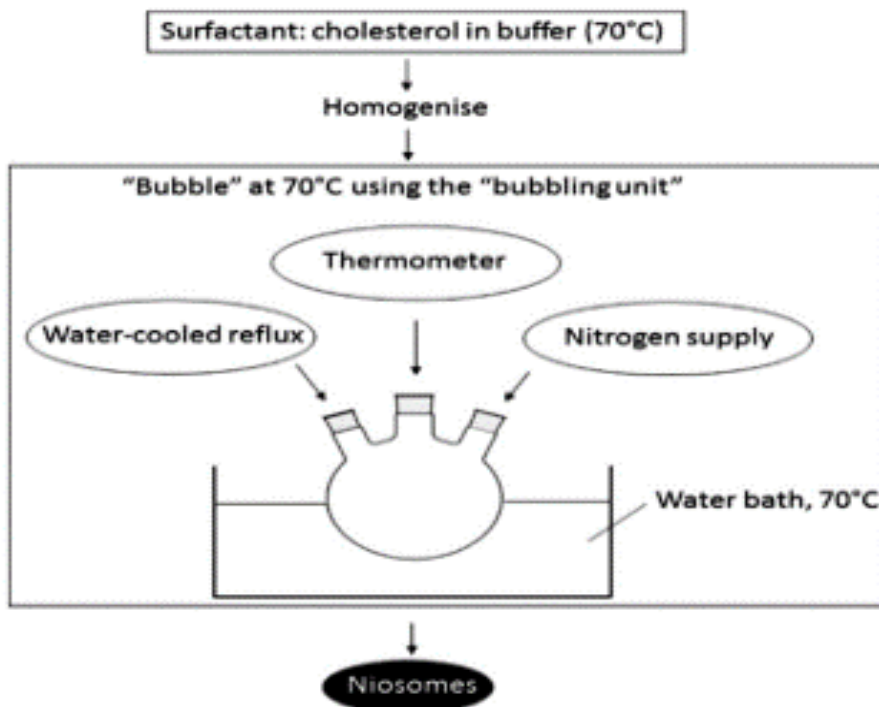 Surfactant: cholesterol in buffer (70°C)
Homogenise
“Bubble” at 70°C using the “bubbling unit”
Thermometer
Water-cooled reflux
Nitrogen supply
Water bath, 70°C
Niosomes